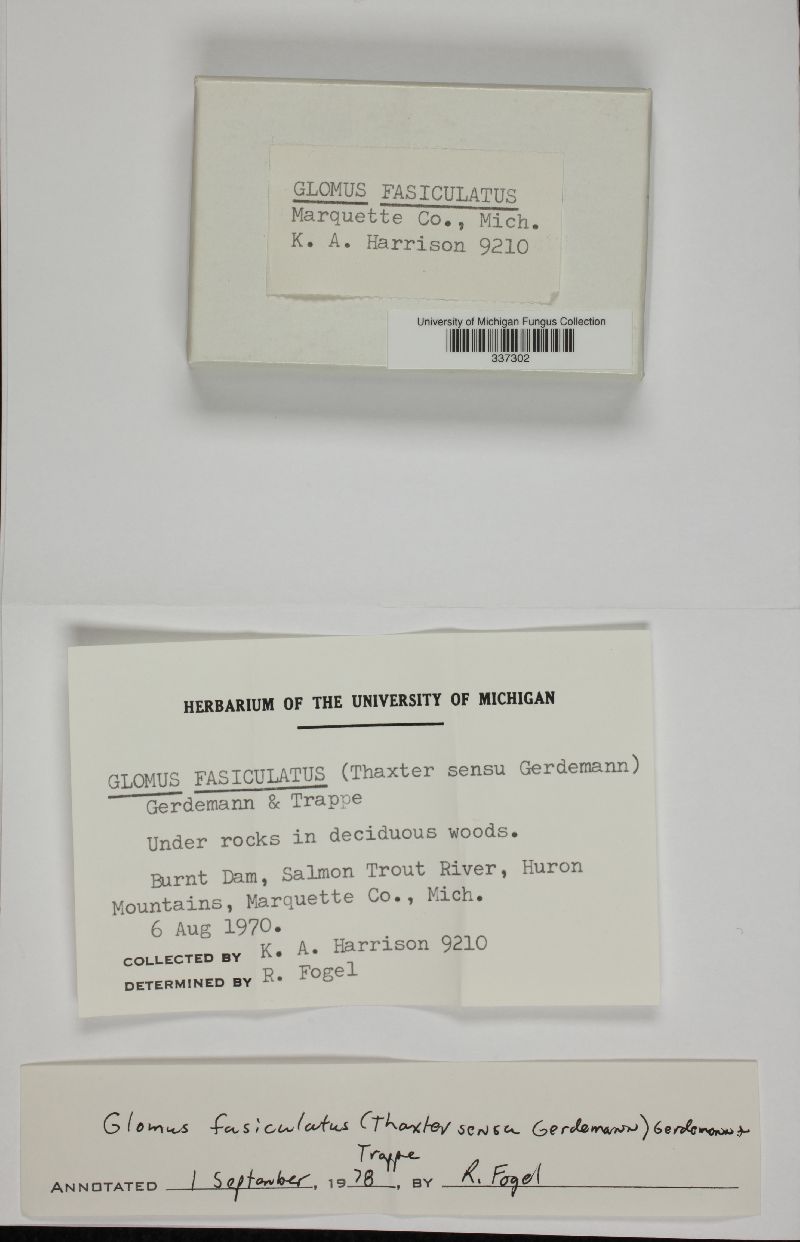 GLOMUS FASICULATUS
Marquette Co., Mich.
K. A. Harrison 9210
University of Michigan Fungus Collection
337302
HERBARIUM OF THE UNIVERSITY OF MICHIGAN
GLOMUS FASICULATUS (Thaxter sensu Gerdemann)
Gerdemann & Trappe
Under rocks in deciduous woods.
Burnt Dam, Salmon Trout River, Huron
Mountains, Marquette Co., Mich.
6 Aug 1970.
COLLECTED BY K. A. Harrison 9210
DETERMINED BY R. Fogel
Glomus fasiculatus (Thaxter sensu Gerdemann) Gerdemann &
Trappe
ANNOTATED 1 September, 1978, BY R. Fogel